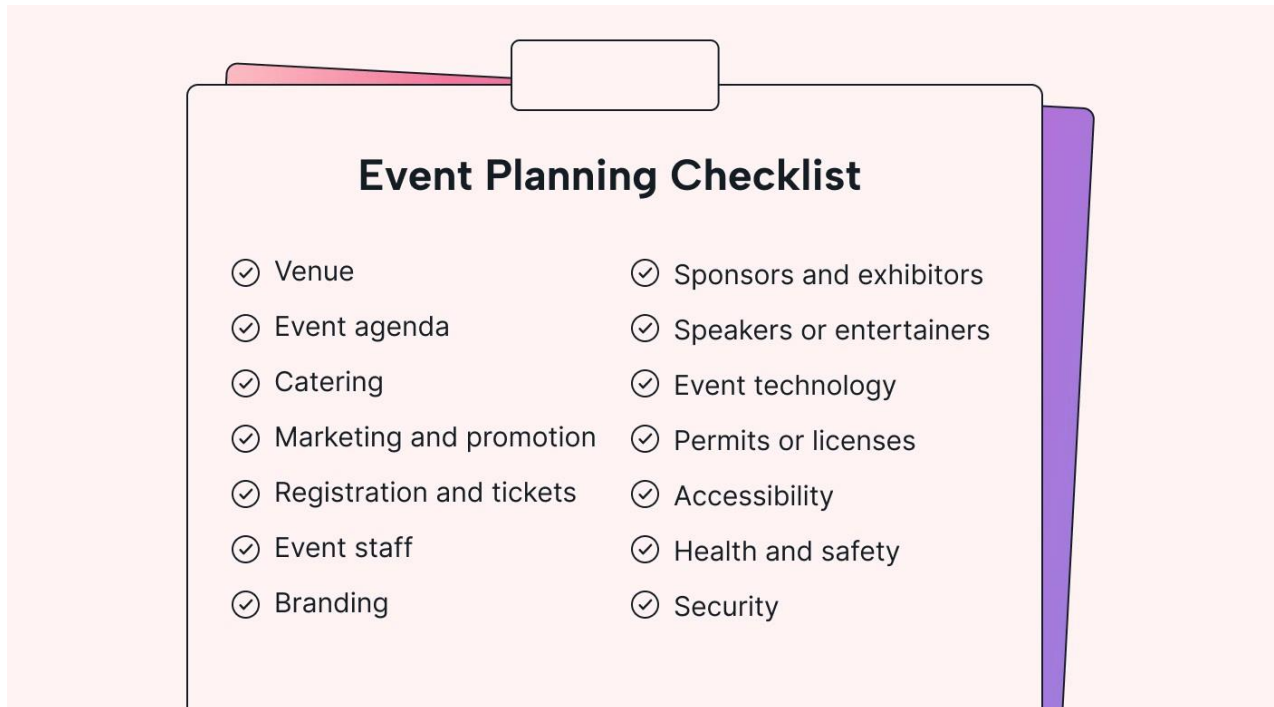 Event Planning Checklist
Venue
Event agenda
Catering
Marketing and promotion
Registration and tickets
Event staff
Branding
Sponsors and exhibitors
Speakers or entertainers
Event technology
Permits or licenses
Accessibility
Health and safety
Security